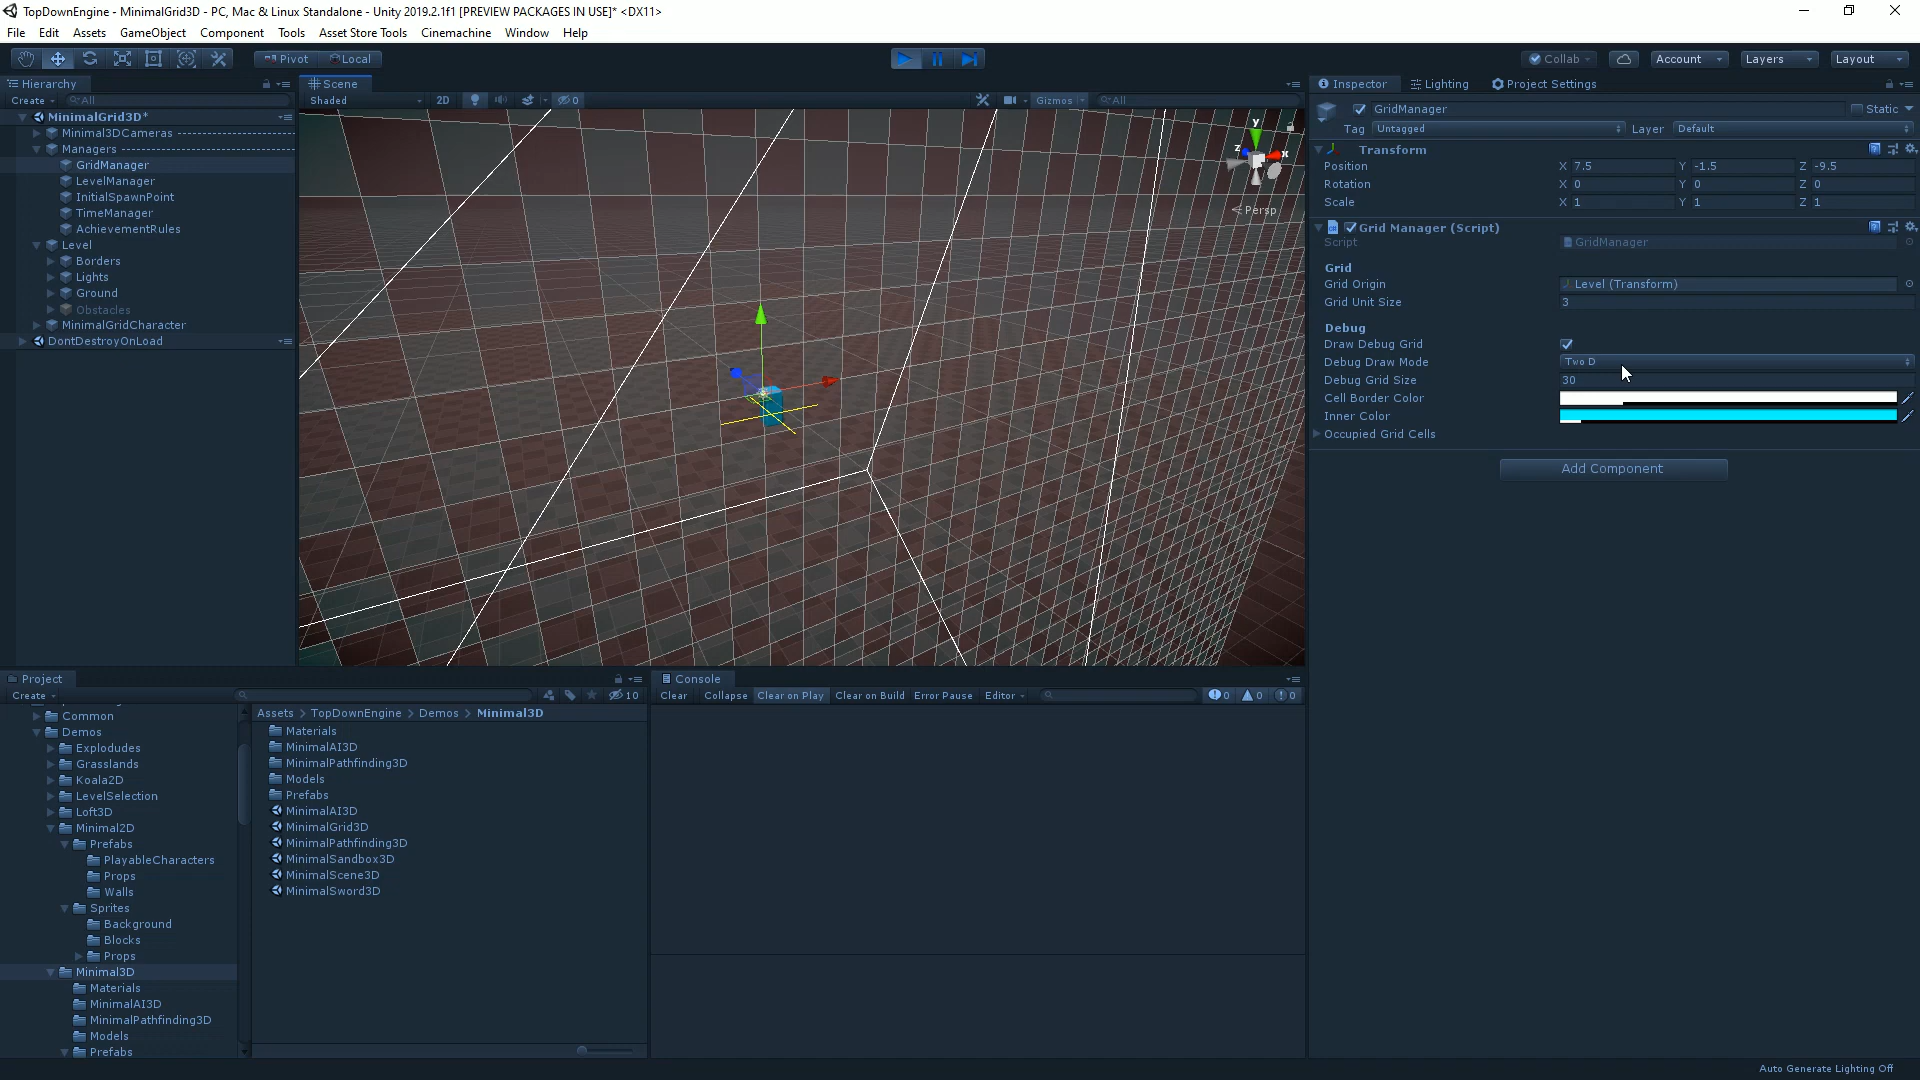 TopDownEngine - MinimalGrid3D - PC, Mac & Linux Standalone - Unity 2019.2.1f1 [PREVIEW PACKAGES IN USE]* <DX11>
File Edit Assets GameObject Component Tools Asset Store Tools Cinemachine Window Help
Pivot Local Collab Account Layers Layout
Hierarchy
Create All
MinimalGrid3D*
Minimal3DCameras
Managers
GridManager
LevelManager
InitialSpawnPoint
TimeManager
AchievementRules
Level
Borders
Lights
Ground
Obstacles
MinimalGridCharacter
DontDestroyOnLoad
Scene
Shaded 2D 0 Gizmos All
y
z x
Persp
Inspector Lighting Project Settings
GridManager Static
Tag Untagged Layer Default
Transform
Position X 7.5 Y -1.5 Z -9.5
Rotation X 0 Y 0 Z 0
Scale X 1 Y 1 Z 1
Grid Manager (Script)
Script GridManager
Grid
Grid Origin Level (Transform)
Grid Unit Size 3
Debug
Draw Debug Grid
Debug Draw Mode Two D
Debug Grid Size 30
Cell Border Color
Inner Color
Occupied Grid Cells
Add Component
Project
Create 10
Common
Demos
Explodudes
Grasslands
Koala2D
LevelSelection
Loft3D
Minimal2D
Prefabs
PlayableCharacters
Props
Walls
Sprites
Background
Blocks
Props
Minimal3D
Materials
MinimalAI3D
MinimalPathfinding3D
Models
Prefabs
Assets > TopDownEngine > Demos > Minimal3D
Materials
MinimalAI3D
MinimalPathfinding3D
Models
Prefabs
MinimalAI3D
MinimalGrid3D
MinimalPathfinding3D
MinimalSandbox3D
MinimalScene3D
MinimalSword3D
Console
Clear Collapse Clear on Play Clear on Build Error Pause Editor 0 0 0
Auto Generate Lighting Off